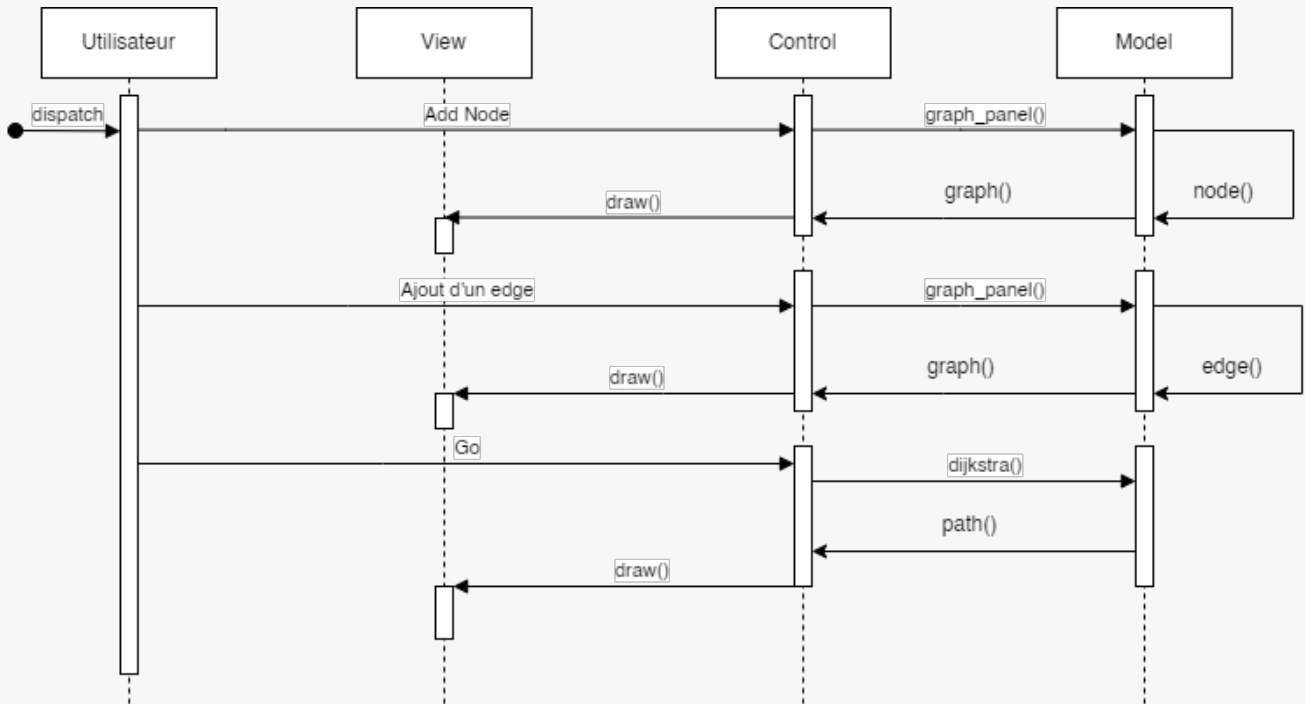 Utilisateur
View
Control
Model
dispatch
Add Node
graph_panel()
draw()
graph()
node()
Ajout d'un edge
graph_panel()
draw()
graph()
edge()
Go
dijkstra()
path()
draw()